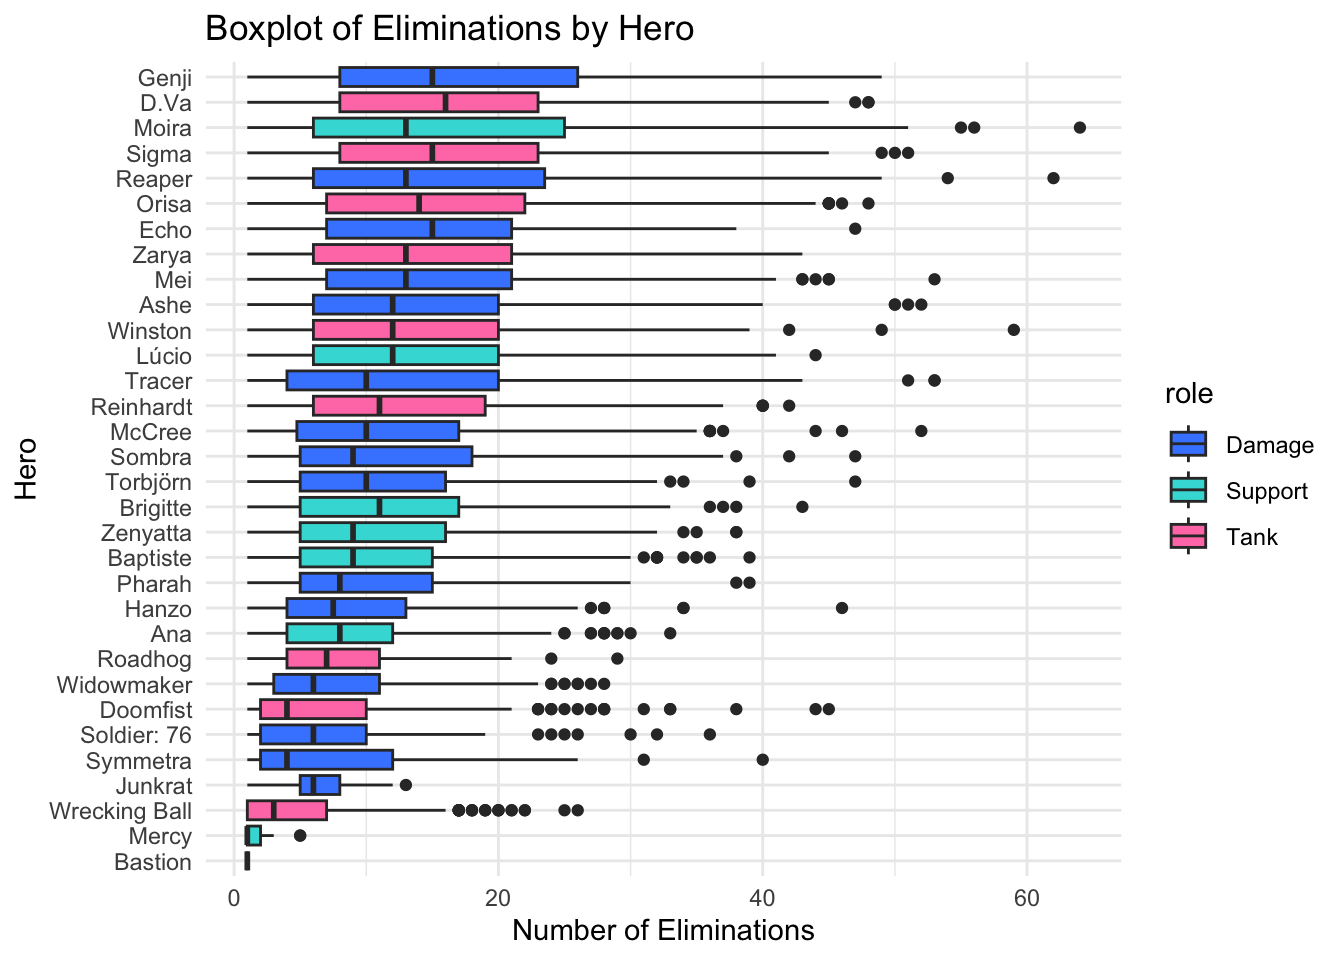 Boxplot of Eliminations by Hero
Hero
Genji
D.Va
Moira
Sigma
Reaper
Orisa
Echo
Zarya
Mei
Ashe
Winston
Lúcio
Tracer
Reinhardt
McCree
Sombra
Torbjörn
Brigitte
Zenyatta
Baptiste
Pharah
Hanzo
Ana
Roadhog
Widowmaker
Doomfist
Soldier: 76
Symmetra
Junkrat
Wrecking Ball
Mercy
Bastion
0 20 40 60
Number of Eliminations
role
Damage
Support
Tank